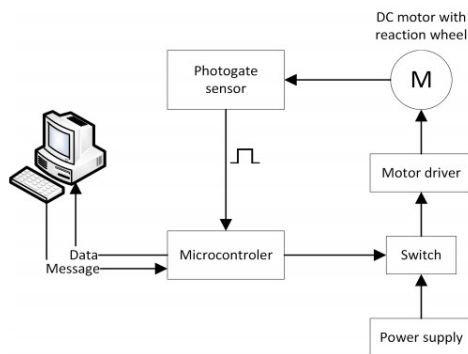 DC motor with
reaction wheel
Photogate
sensor
M
Motor driver
Data
Message
Microcontroler
Switch
Power supply